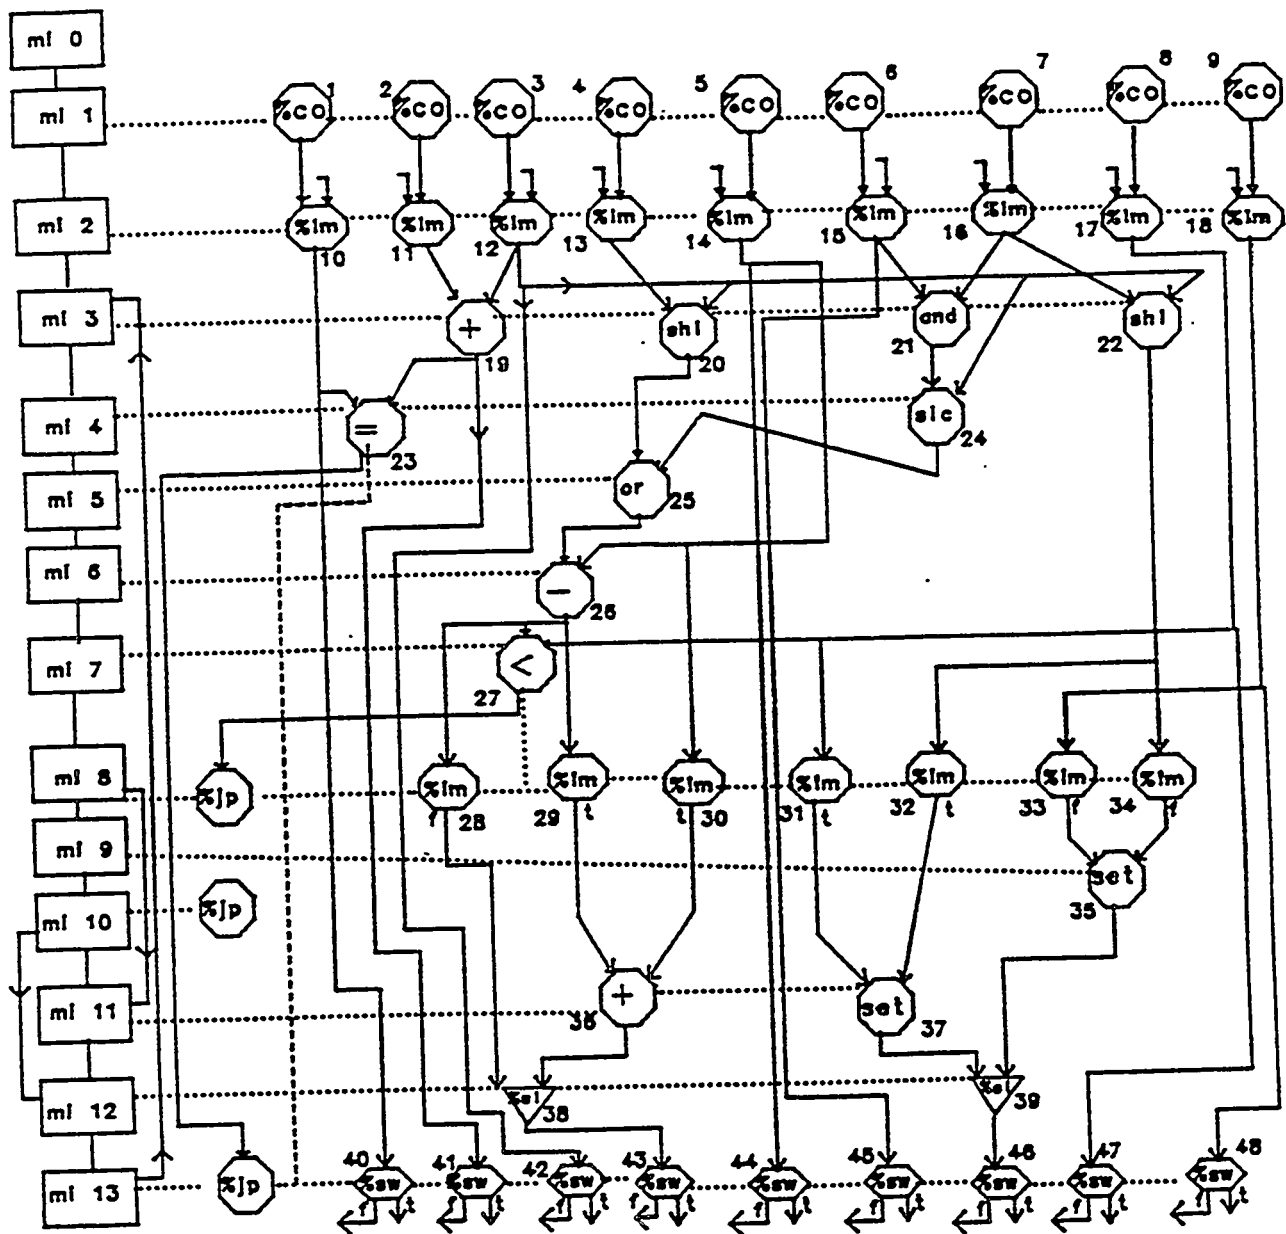 mi 0
1 2 3 4 5 6 7 8 9
mi 1 %co %co %co %co %co %co %co %co %co
mi 2 %im %im %im %im %im %im %im %im %im
10 11 12 13 14 15 16 17 18
mi 3 + shl and shl
19 20 21 22
mi 4 = slc
23 24
mi 5 or
25
mi 6 −
26
mi 7 <
27
mi 8 %jp %im %im %im %im %im %im %im
f 28 29 t t 30 31 t 32 t 33 f 34 f
mi 9 set
35
mi 10 %jp
mi 11 + set
36 37
mi 12 %sl %sl
38 39
40 41 42 43 44 45 46 47 48
mi 13 %jp %sw %sw %sw %sw %sw %sw %sw %sw %sw
f t f t f t f t f t f t f t f t f t